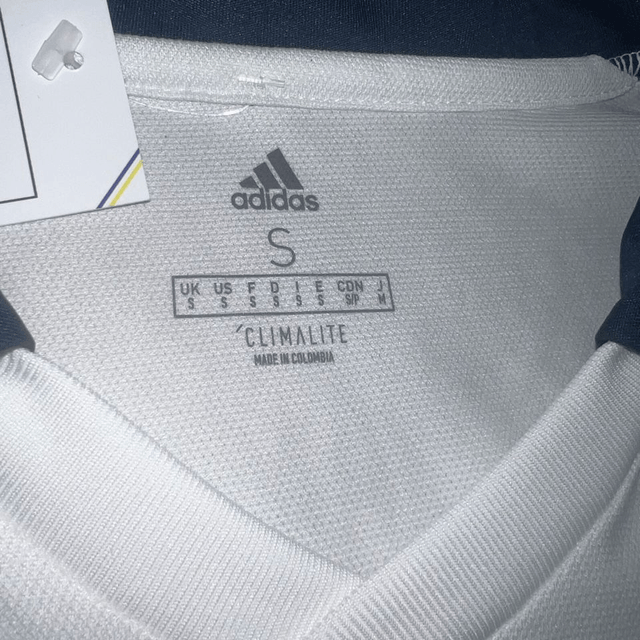 adidas
S
UK US F D I E CDN J
S S S S S S S/P M
´CLIMALITE
MADE IN COLOMBIA